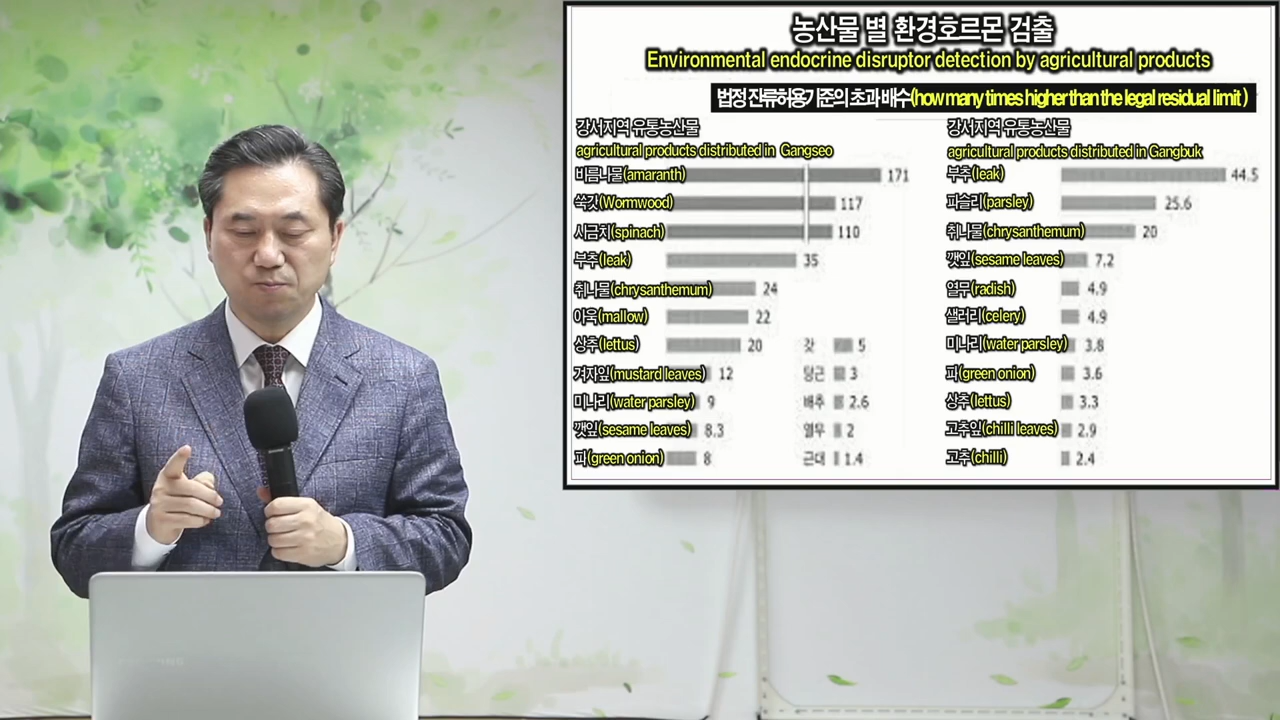 농산물 별 환경호르몬 검출
Environmental endocrine disruptor detection by agricultural products
법정 잔류허용기준의 초과 배수(how many times higher than the legal residual limit )
강서지역 유통농산물
agricultural products distributed in Gangseo
비름나물(amaranth) 171
쑥갓(Wormwood) 117
시금치(spinach) 110
부추(leak) 35
취나물(chrysanthemum) 24
아욱(mallow) 22
상추(lettus) 20
겨자잎(mustard leaves) 12
미나리(water parsley) 9
깻잎(sesame leaves) 8.3
파(green onion) 8
갓 5
당근 3
배추 2.6
열무 2
근대 1.4
강서지역 유통농산물
agricultural products distributed in Gangbuk
부추(leak) 44.5
파슬리(parsley) 25.6
취나물(chrysanthemum) 20
깻잎(sesame leaves) 7.2
열무(radish) 4.9
샐러리(celery) 4.9
미나리(water parsley) 3.8
파(green onion) 3.6
상추(lettus) 3.3
고추잎(chilli leaves) 2.9
고추(chilli) 2.4